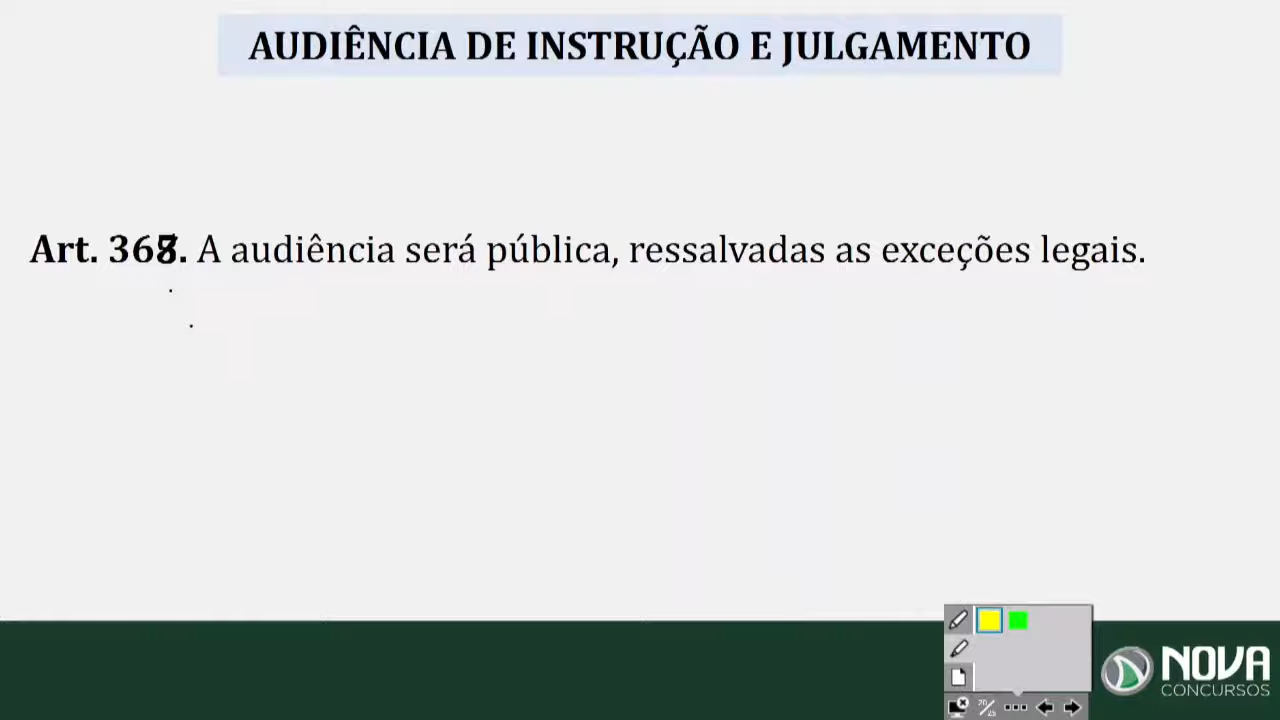 AUDIÊNCIA DE INSTRUÇÃO E JULGAMENTO
Art. 368. A audiência será pública, ressalvadas as exceções legais.
NOVA
CONCURSOS